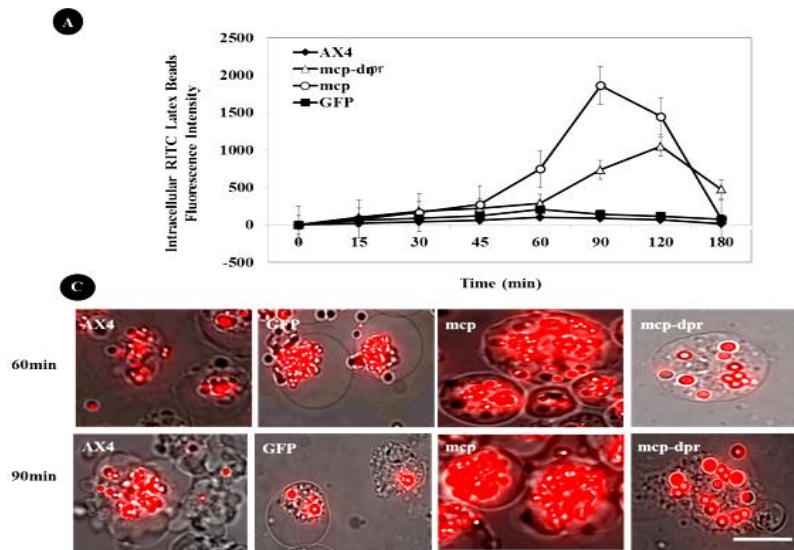 A
Intracellular RITC Latex Beads
Fluorescence Intensity
2500
2000
1500
1000
500
0
-500
AX4
mcp-dnpr
mcp
GFP
0 15 30 45 60 90 120 180
Time (min)
C
60min
AX4 GFP mcp mcp-dpr
90min
AX4 GFP mcp mcp-dpr